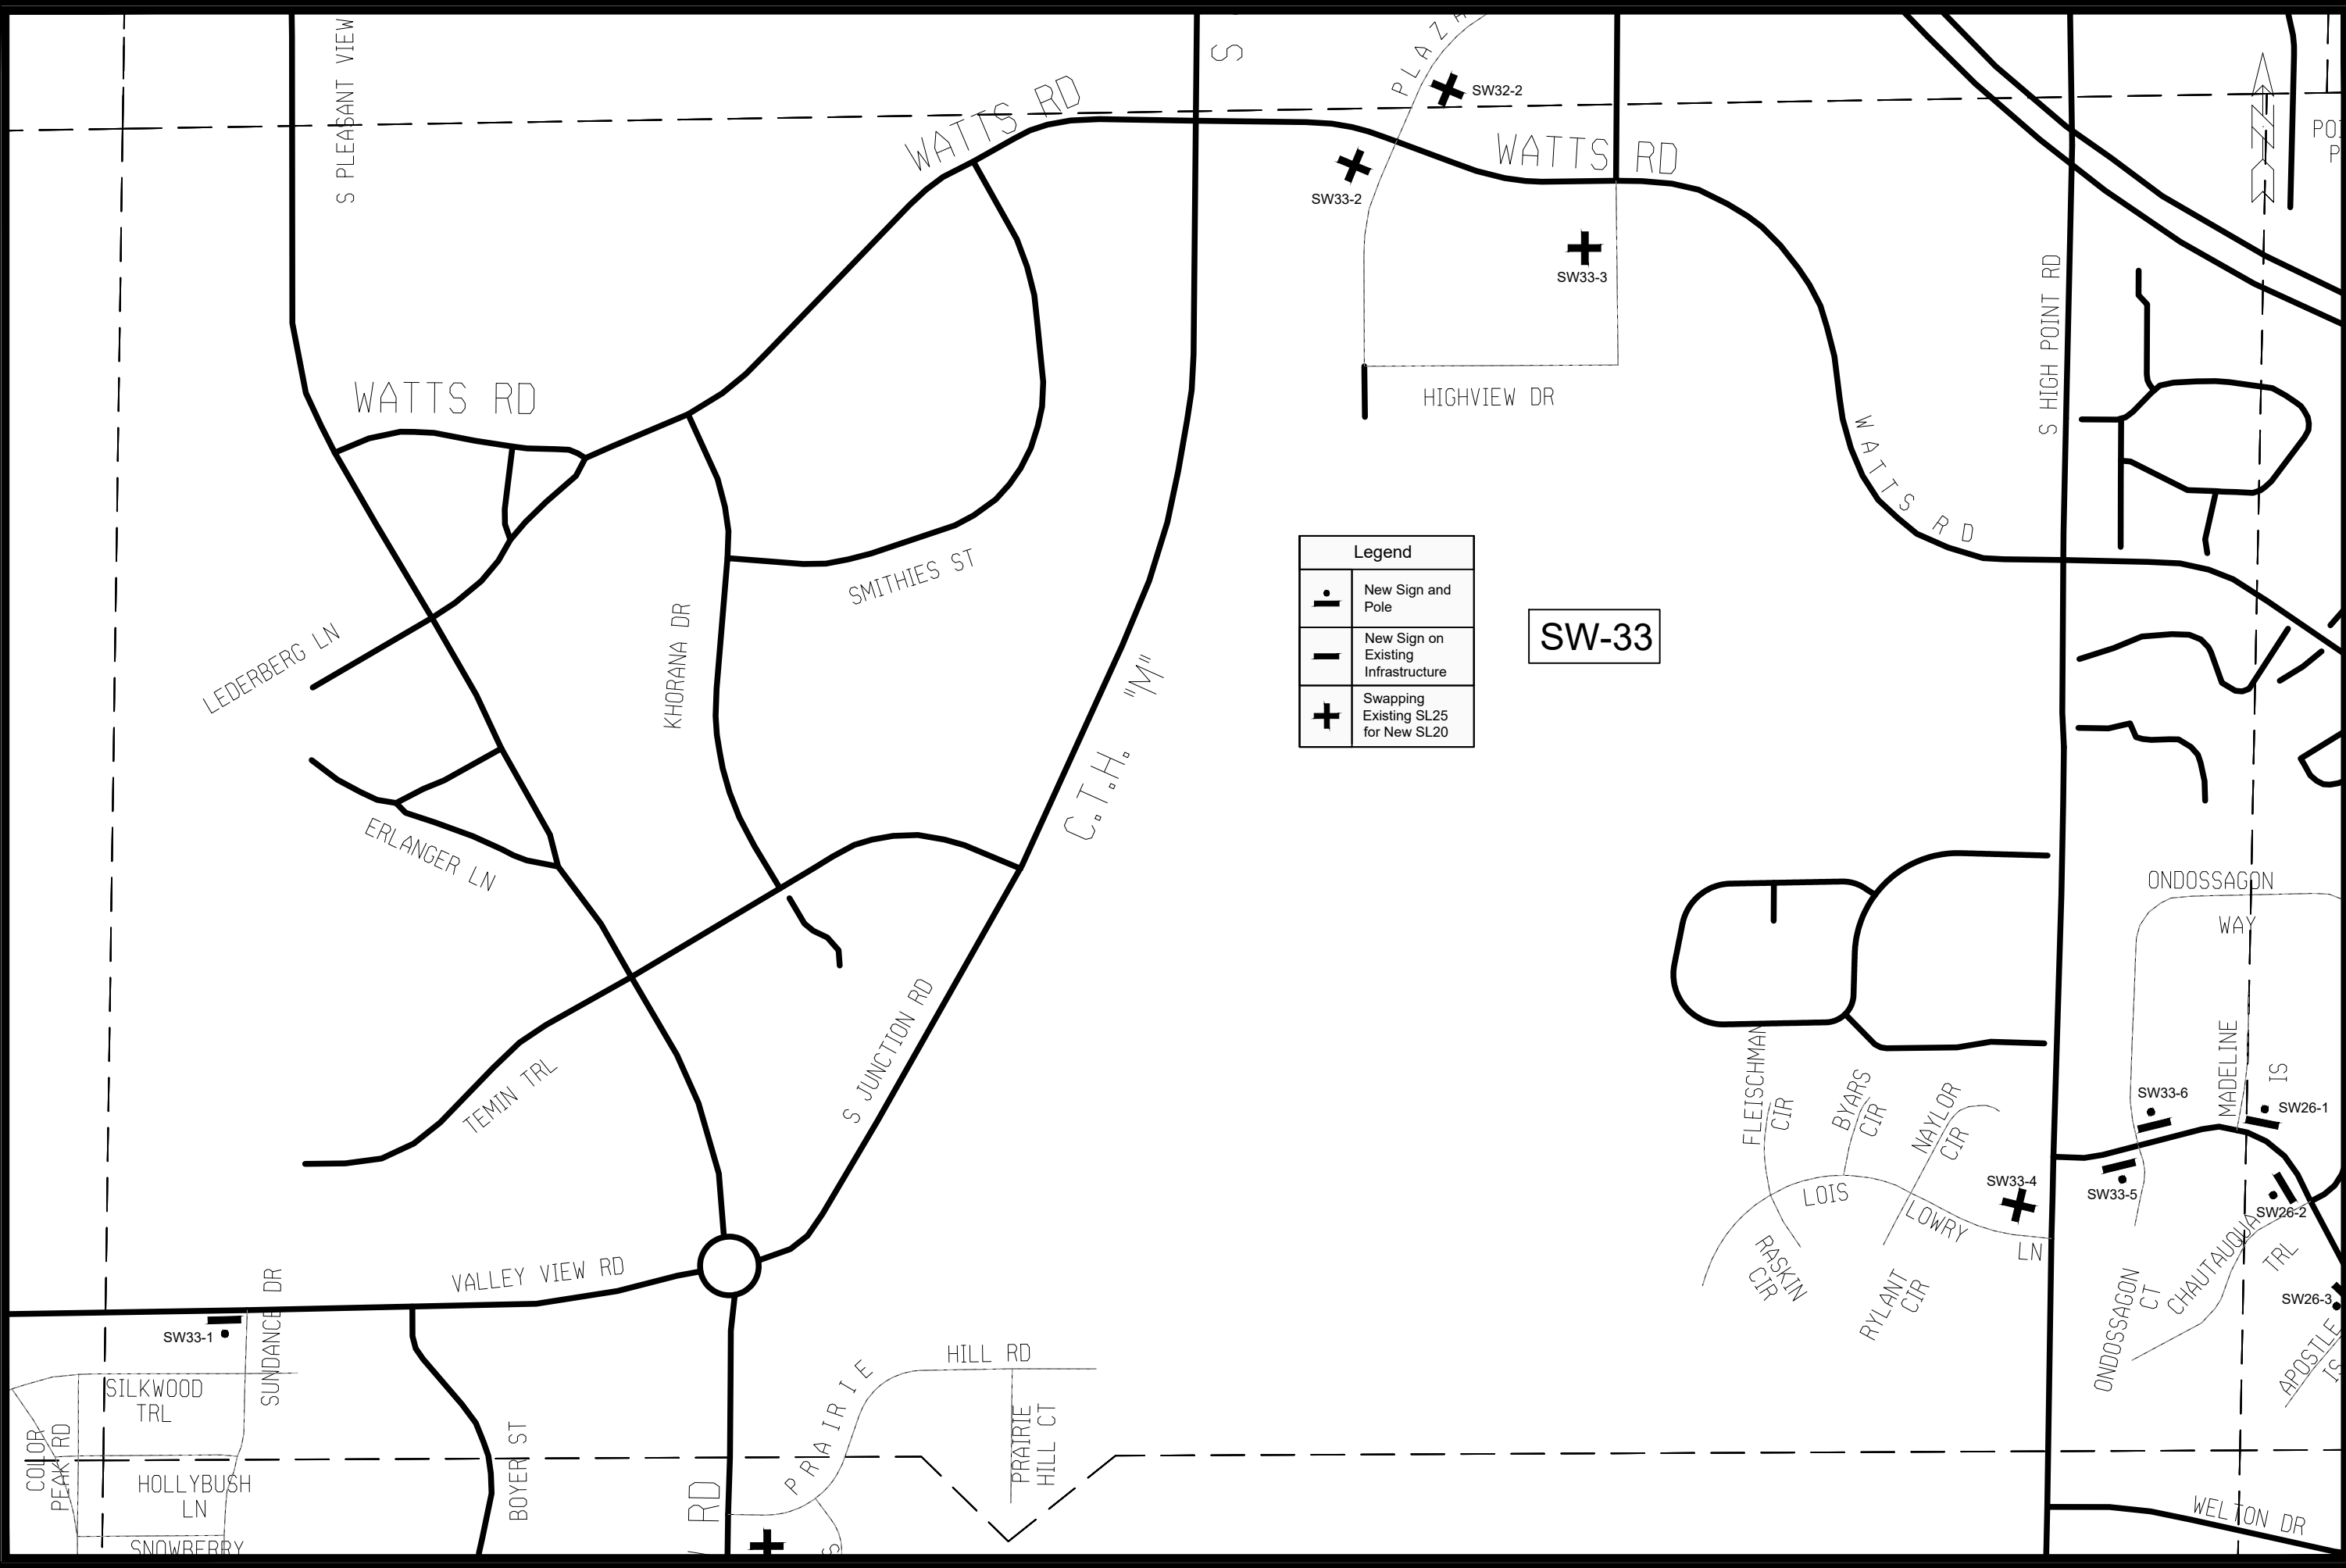 S PLEASANT VIEW
WATTS RD
S
PLAZA
SW32-2
WATTS RD
SW33-2
SW33-3
HIGHVIEW DR
S HIGH POINT RD
N
WATTS RD
WATTS RD
SMITHIES ST
KHORANA DR
LEDERBERG LN
ERLANGER LN
C.T.H. "M"
Legend
New Sign and
Pole
New Sign on
Existing
Infrastructure
Swapping
Existing SL25
for New SL20
SW-33
TEMIN TRL
S JUNCTION RD
ONDOSSAGON
WAY
MADELINE
IS
FLEISCHMAN
CIR
BYARS
CIR
NAYLOR
CIR
SW33-6
SW26-1
SW33-4
SW33-5
SW26-2
LOIS
LOWRY
LN
RASKIN
CIR
RYLANT
CIR
ONDOSSAGON
CT
CHAUTAUQUA
TRL
SW26-3
APOSTLE
IS
VALLEY VIEW RD
SW33-1
SUNDANCE DR
SILKWOOD
TRL
PEAK RD
HOLLYBUSH
LN
SNOWBERRY
BOYER ST
RD
PRAIRIE
HILL RD
PRAIRIE
HILL CT
WELTON DR